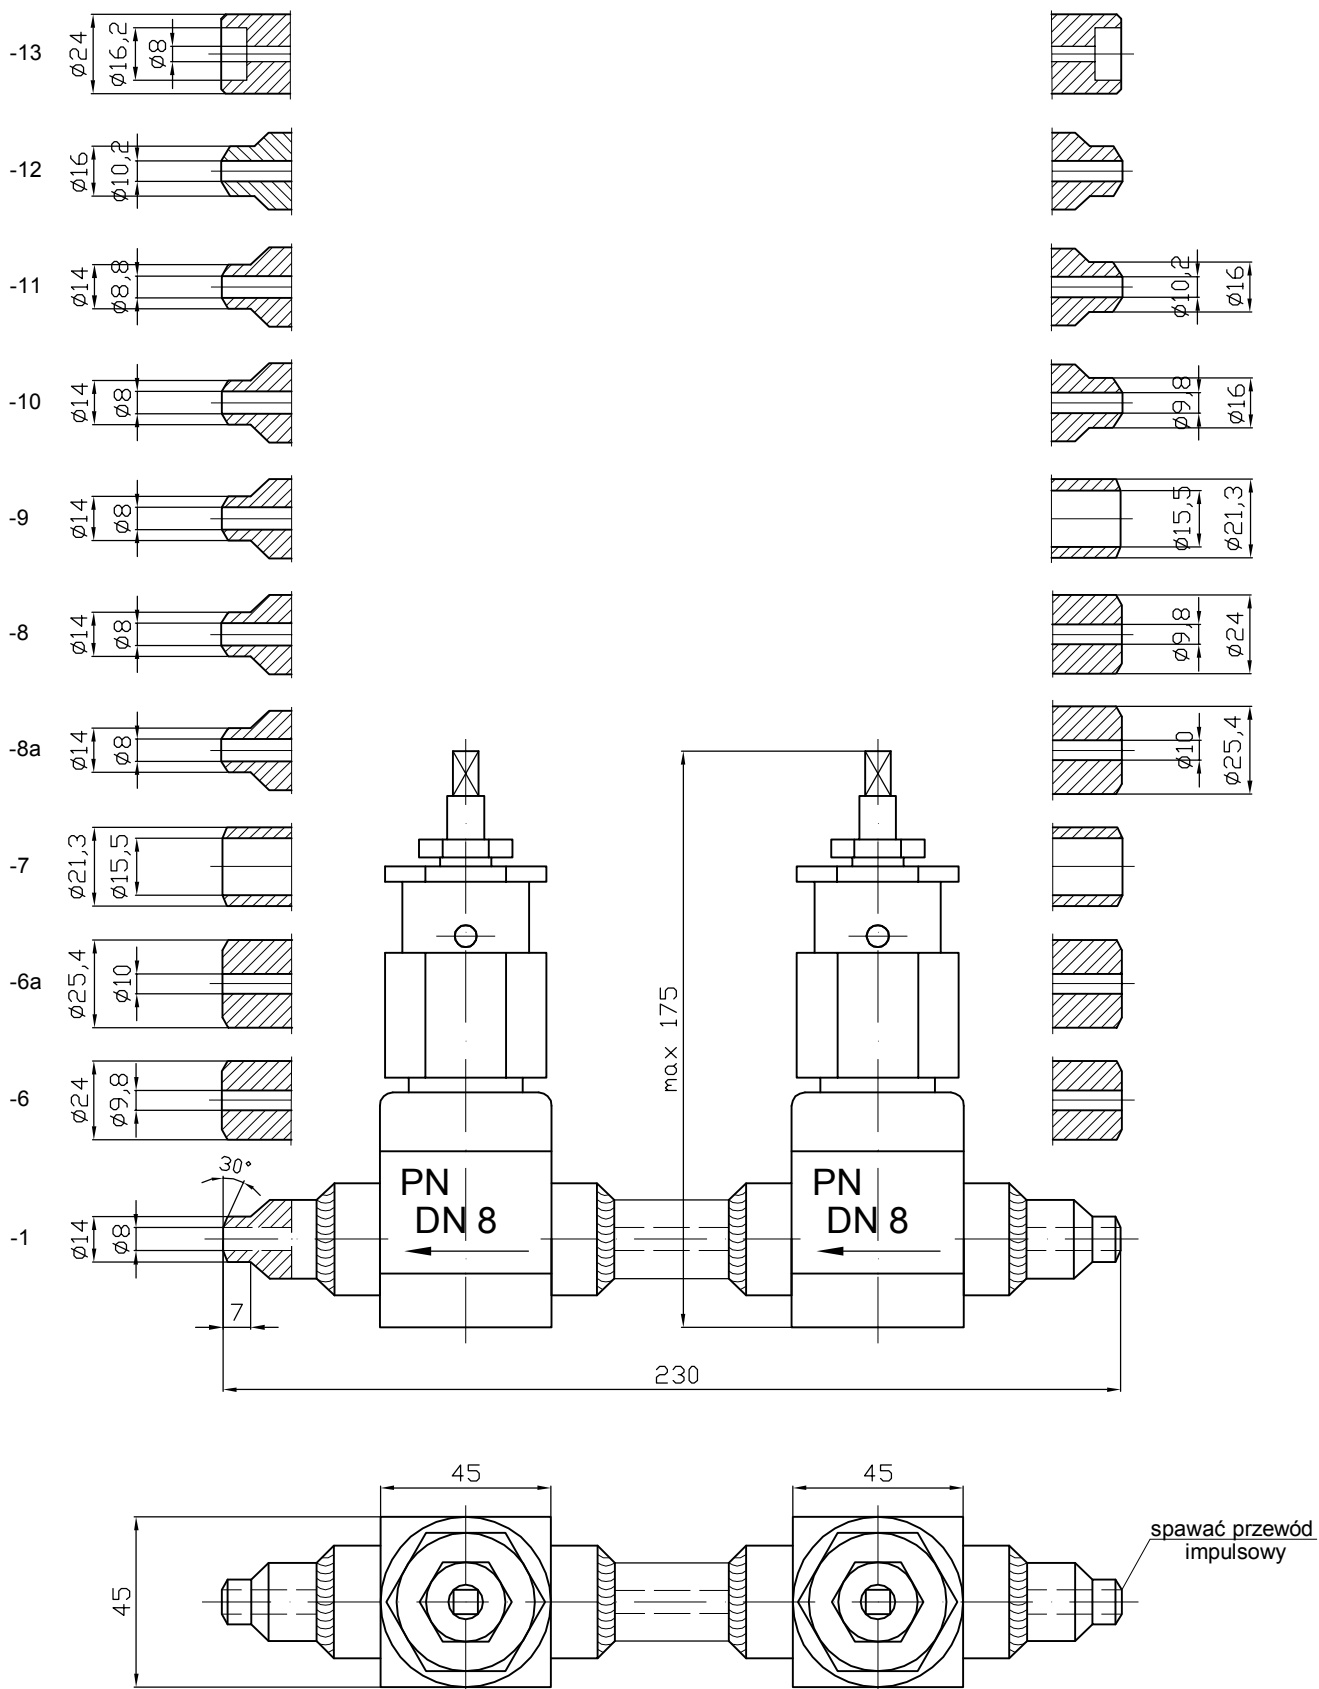 -13 ø24 ø16,2 ø8
-12 ø16 ø10,2
-11 ø14 ø8,8 ø10,2 ø16
-10 ø14 ø8 ø9,8 ø16
-9 ø14 ø8 ø15,5 ø21,3
-8 ø14 ø8 ø9,8 ø24
-8a ø14 ø8 ø10 ø25,4
-7 ø21,3 ø15,5
-6a ø25,4 ø10
max 175
-6 ø24 ø9,8
30°
PN
DN 8
PN
DN 8
-1 ø14 ø8
7
230
45
45
45
spawać przewód
impulsowy